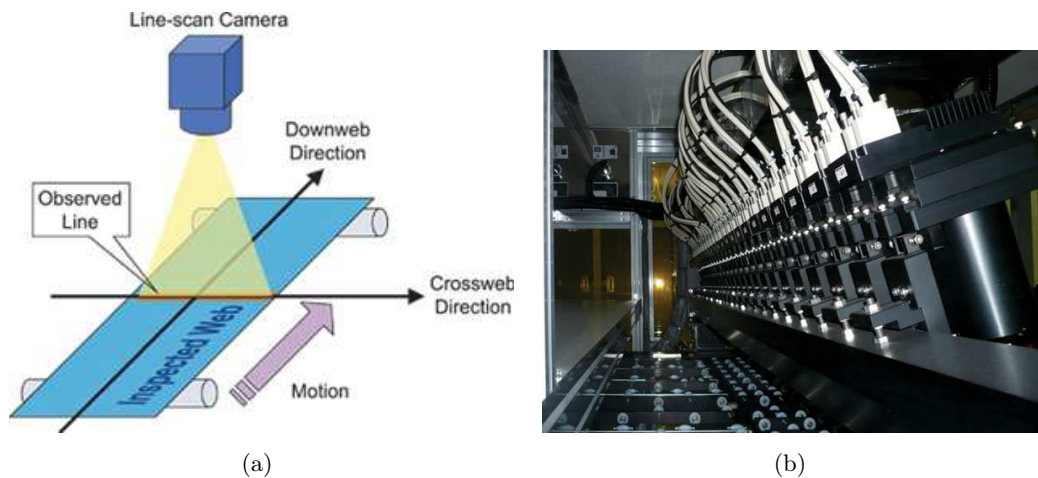 Line-scan Camera
Downweb
Direction
Observed
Line
Crossweb
Direction
Inspected Web
Motion
(a)
(b)